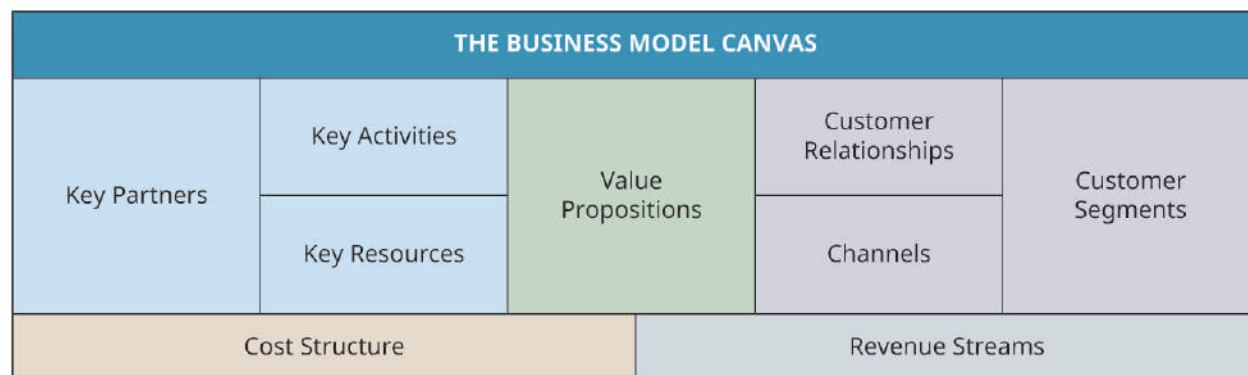 THE BUSINESS MODEL CANVAS
Key Partners
Key Activities
Key Resources
Value
Propositions
Customer
Relationships
Channels
Customer
Segments
Cost Structure
Revenue Streams